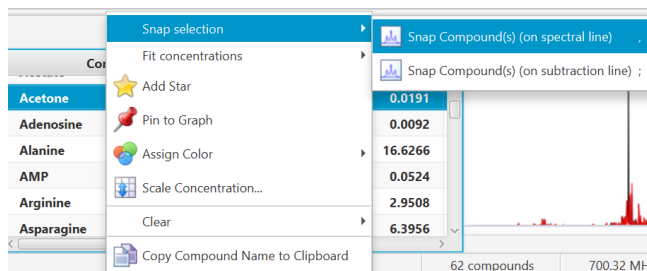 Snap selection
Snap Compound(s) (on spectral line) ,
Fit concentrations
Snap Compound(s) (on subtraction line) ;
Add Star
Acetone 0.0191
Pin to Graph
Adenosine 0.0092
Assign Color
Alanine 16.6266
AMP 0.0524
Scale Concentration...
Arginine 2.9508
Clear
Asparagine 6.3956
Copy Compound Name to Clipboard
62 compounds 700.32